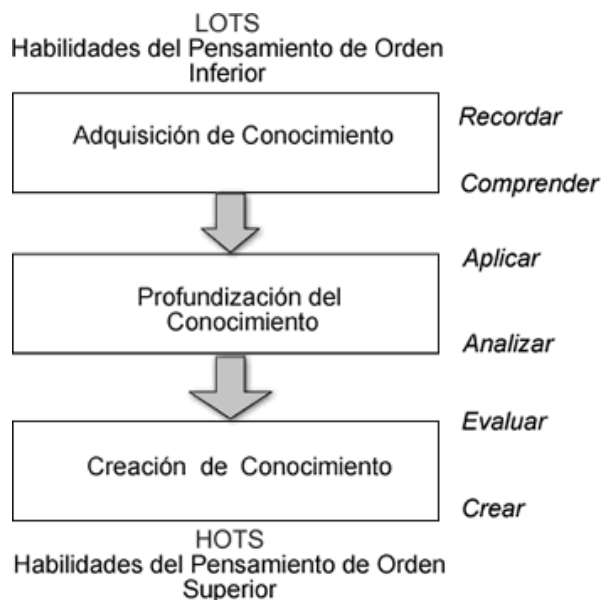 LOTS
Habilidades del Pensamiento de Orden
Inferior
Adquisición de Conocimiento
Recordar
Comprender
Profundización del
Conocimiento
Aplicar
Analizar
Creación de Conocimiento
Evaluar
Crear
HOTS
Habilidades del Pensamiento de Orden
Superior